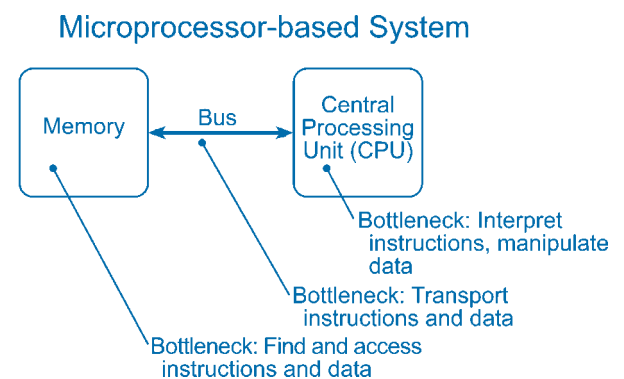 Microprocessor-based System
Memory
Bus
Central
Processing
Unit (CPU)
Bottleneck: Interpret
instructions, manipulate
data
Bottleneck: Transport
instructions and data
Bottleneck: Find and access
instructions and data